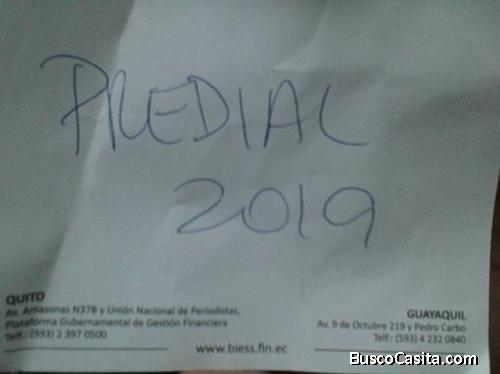 PREDIAL
2019
QUITO
Av. Amazonas N37B y Unión Nacional de Periodistas,
Plataforma Gubernamental de Gestión Financiera
Telf.: (593) 2 397 0500
www.biess.fin.ec
GUAYAQUIL
Av. 9 de Octubre 219 y Pedro Carbo
Telf.: (593) 4 232 0840
BuscoCasita.com